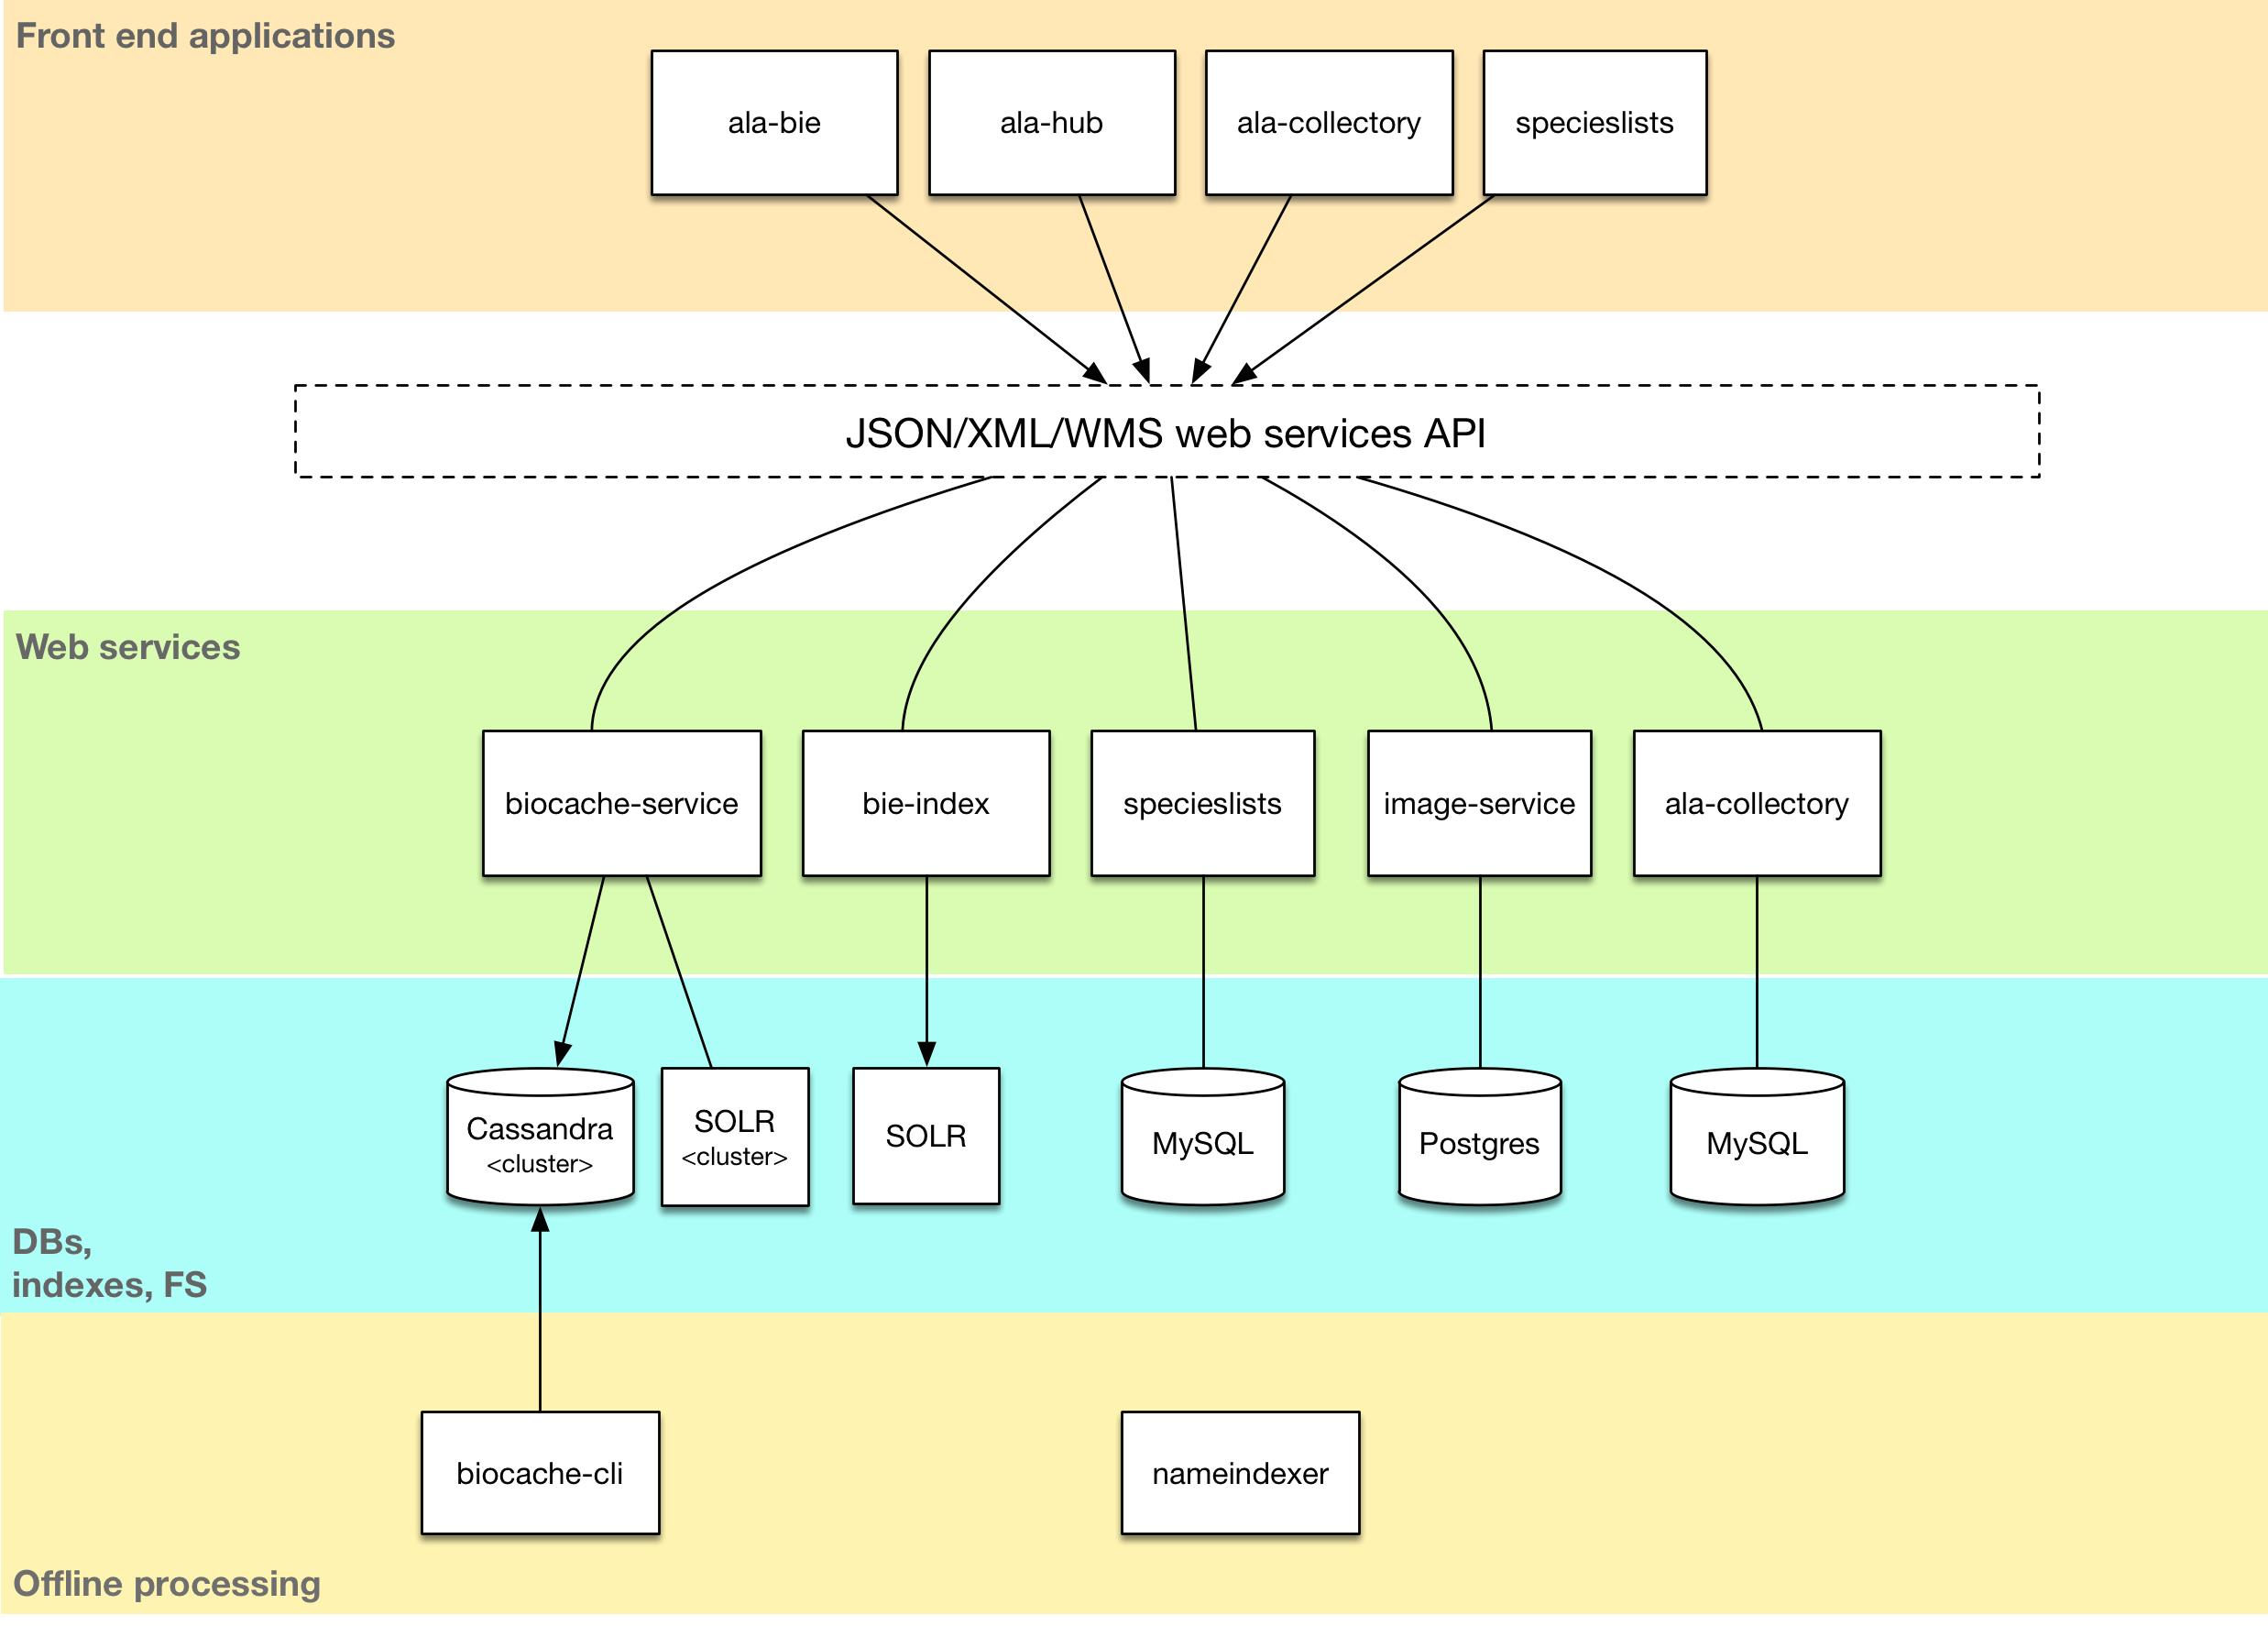 Front end applications
ala-bie
ala-hub
ala-collectory
specieslists
JSON/XML/WMS web services API
Web services
biocache-service
bie-index
specieslists
image-service
ala-collectory
Cassandra
<cluster>
SOLR
<cluster>
SOLR
MySQL
Postgres
MySQL
DBs,
indexes, FS
biocache-cli
nameindexer
Offline processing